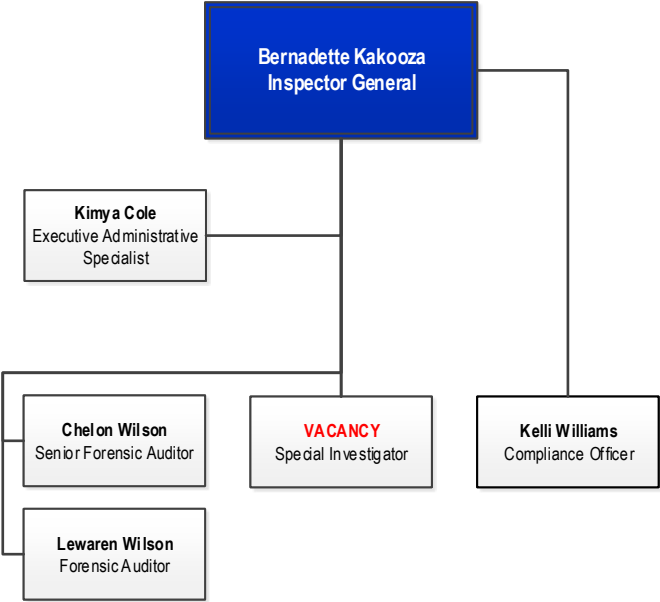 Bernadette Kakooza
Inspector General
Kimya Cole
Executive Administrative
Specialist
Chelon Wilson
Senior Forensic Auditor
VACANCY
Special Investigator
Kelli Williams
Compliance Officer
Lewaren Wilson
Forensic Auditor